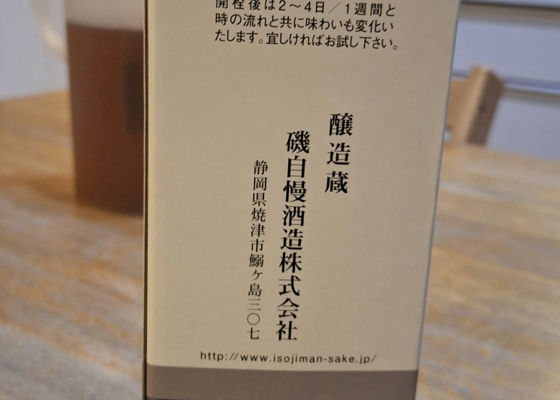 開栓後は2～4日／1週間と
時の流れと共に味わいも変化い
たします。宜しければお試し下さい。
醸造蔵
磯自慢酒造株式会社
静岡県焼津市鰯ヶ島三〇七
http://www.isojiman-sake.jp/